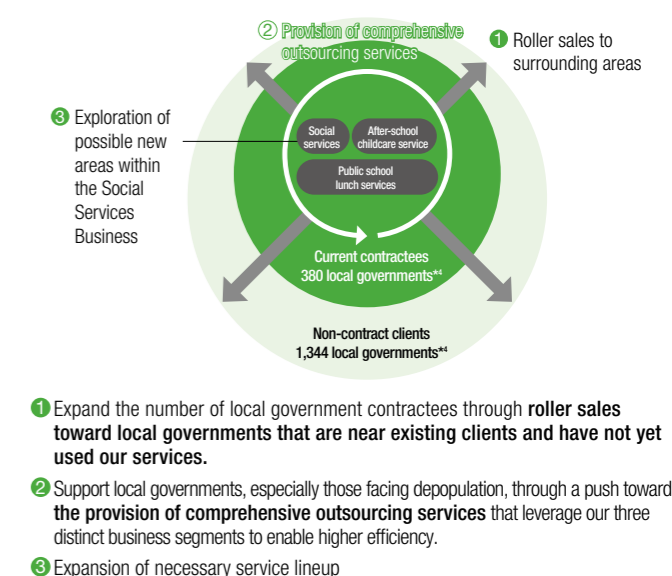 ② Provision of comprehensive
outsourcing services
❶ Roller sales to
surrounding areas
❸ Exploration of
possible new
areas within
the Social
Services
Business
Social
services
After-school
childcare service
Public school
lunch services
Current contractees
380 local governments*⁴
Non-contract clients
1,344 local governments*⁴
❶ Expand the number of local government contractees through roller sales
toward local governments that are near existing clients and have not yet
used our services.
❷ Support local governments, especially those facing depopulation, through a push toward
the provision of comprehensive outsourcing services that leverage our three
distinct business segments to enable higher efficiency.
❸ Expansion of necessary service lineup